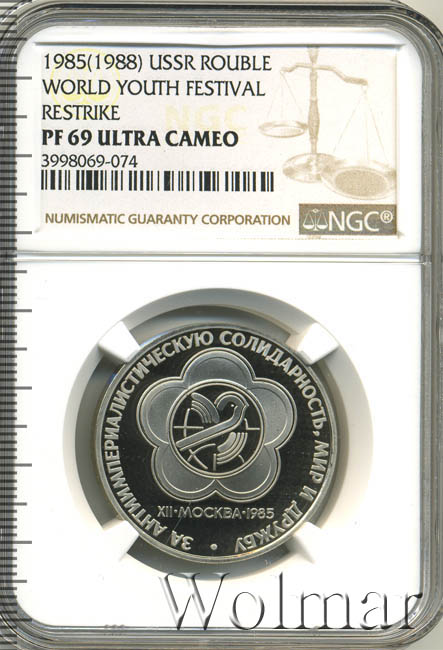 1985(1988) USSR ROUBLE
WORLD YOUTH FESTIVAL
RESTRIKE
PF 69 ULTRA CAMEO
3998069-074
NGC
NUMISMATIC GUARANTY CORPORATION
NGC®
ЗА АНТИИМПЕРИАЛИСТИЧЕСКУЮ СОЛИДАРНОСТЬ, МИР И ДРУЖБУ •
XII•МОСКВА•1985
Wolmar